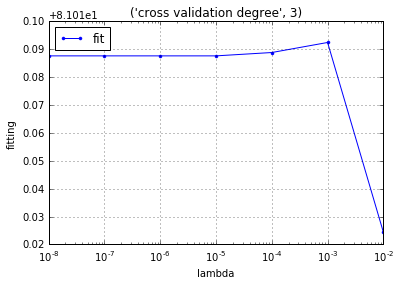 +8.101e1
('cross validation degree', 3)
0.10
0.09
0.08
0.07
0.06
0.05
0.04
0.03
0.02
fit
fitting
10⁻⁸ 10⁻⁷ 10⁻⁶ 10⁻⁵ 10⁻⁴ 10⁻³ 10⁻²
lambda